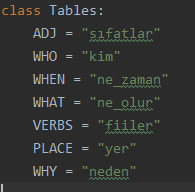 class Tables:
    ADJ = "sıfatlar"
    WHO = "kim"
    WHEN = "ne_zaman"
    WHAT = "ne_olur"
    VERBS = "fiiler"
    PLACE = "yer"
    WHY = "neden"